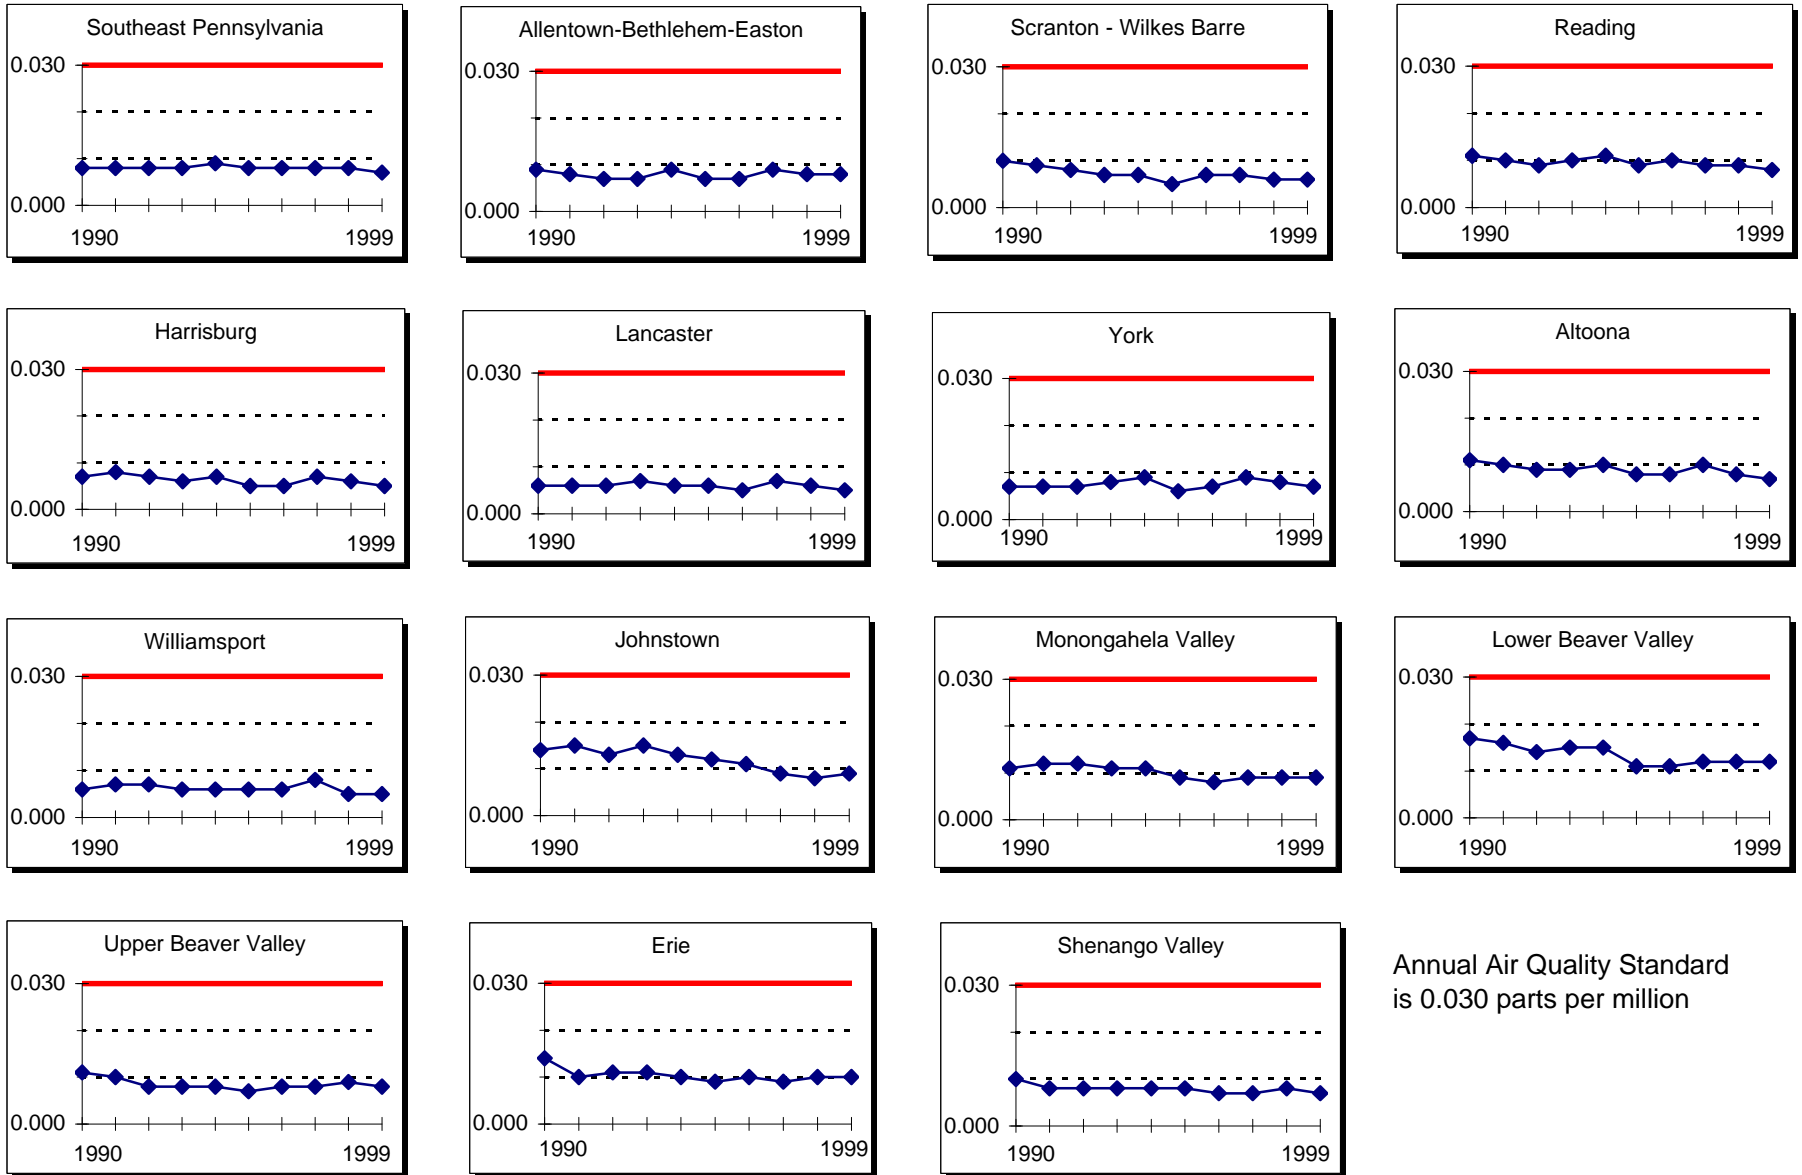 Southeast Pennsylvania
0.030
0.000
1990 1999
Allentown-Bethlehem-Easton
0.030
0.000
1990 1999
Scranton - Wilkes Barre
0.030
0.000
1990 1999
Reading
0.030
0.000
1990 1999
Harrisburg
0.030
0.000
1990 1999
Lancaster
0.030
0.000
1990 1999
York
0.030
0.000
1990 1999
Altoona
0.030
0.000
1990 1999
Williamsport
0.030
0.000
1990 1999
Johnstown
0.030
0.000
1990 1999
Monongahela Valley
0.030
0.000
1990 1999
Lower Beaver Valley
0.030
0.000
1990 1999
Upper Beaver Valley
0.030
0.000
1990 1999
Erie
0.030
0.000
1990 1999
Shenango Valley
0.030
0.000
1990 1999
Annual Air Quality Standard
is 0.030 parts per million